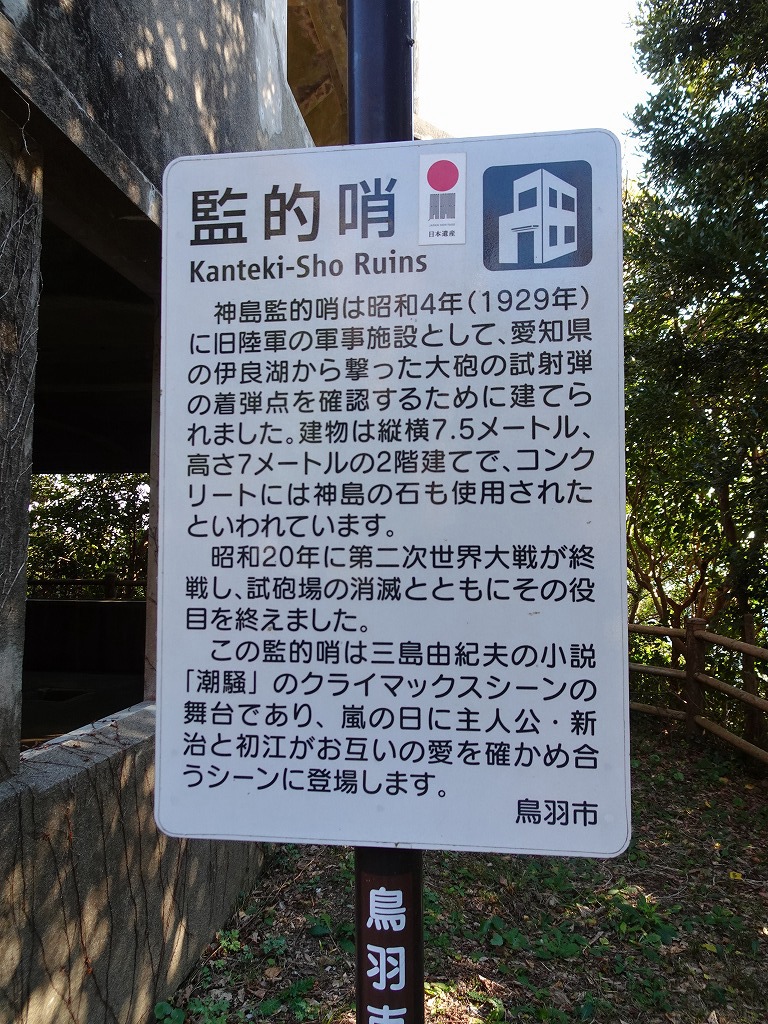 監的哨
日本遺産
Kanteki-Sho Ruins
神島監的哨は昭和4年(1929年)
に旧陸軍の軍事施設として、愛知県
の伊良湖から撃った大砲の試射弾
の着弾点を確認するために建てら
れました。建物は縦横7.5メートル、
高さ7メートルの2階建てで、コンク
リートには神島の石も使用された
といわれています。
昭和20年に第二次世界大戦が終
戦し、試砲場の消滅とともにその役
目を終えました。
この監的哨は三島由紀夫の小説
「潮騒」のクライマックスシーンの
舞台であり、嵐の日に主人公・新
治と初江がお互いの愛を確かめ合
うシーンに登場します。
鳥羽市
鳥羽市